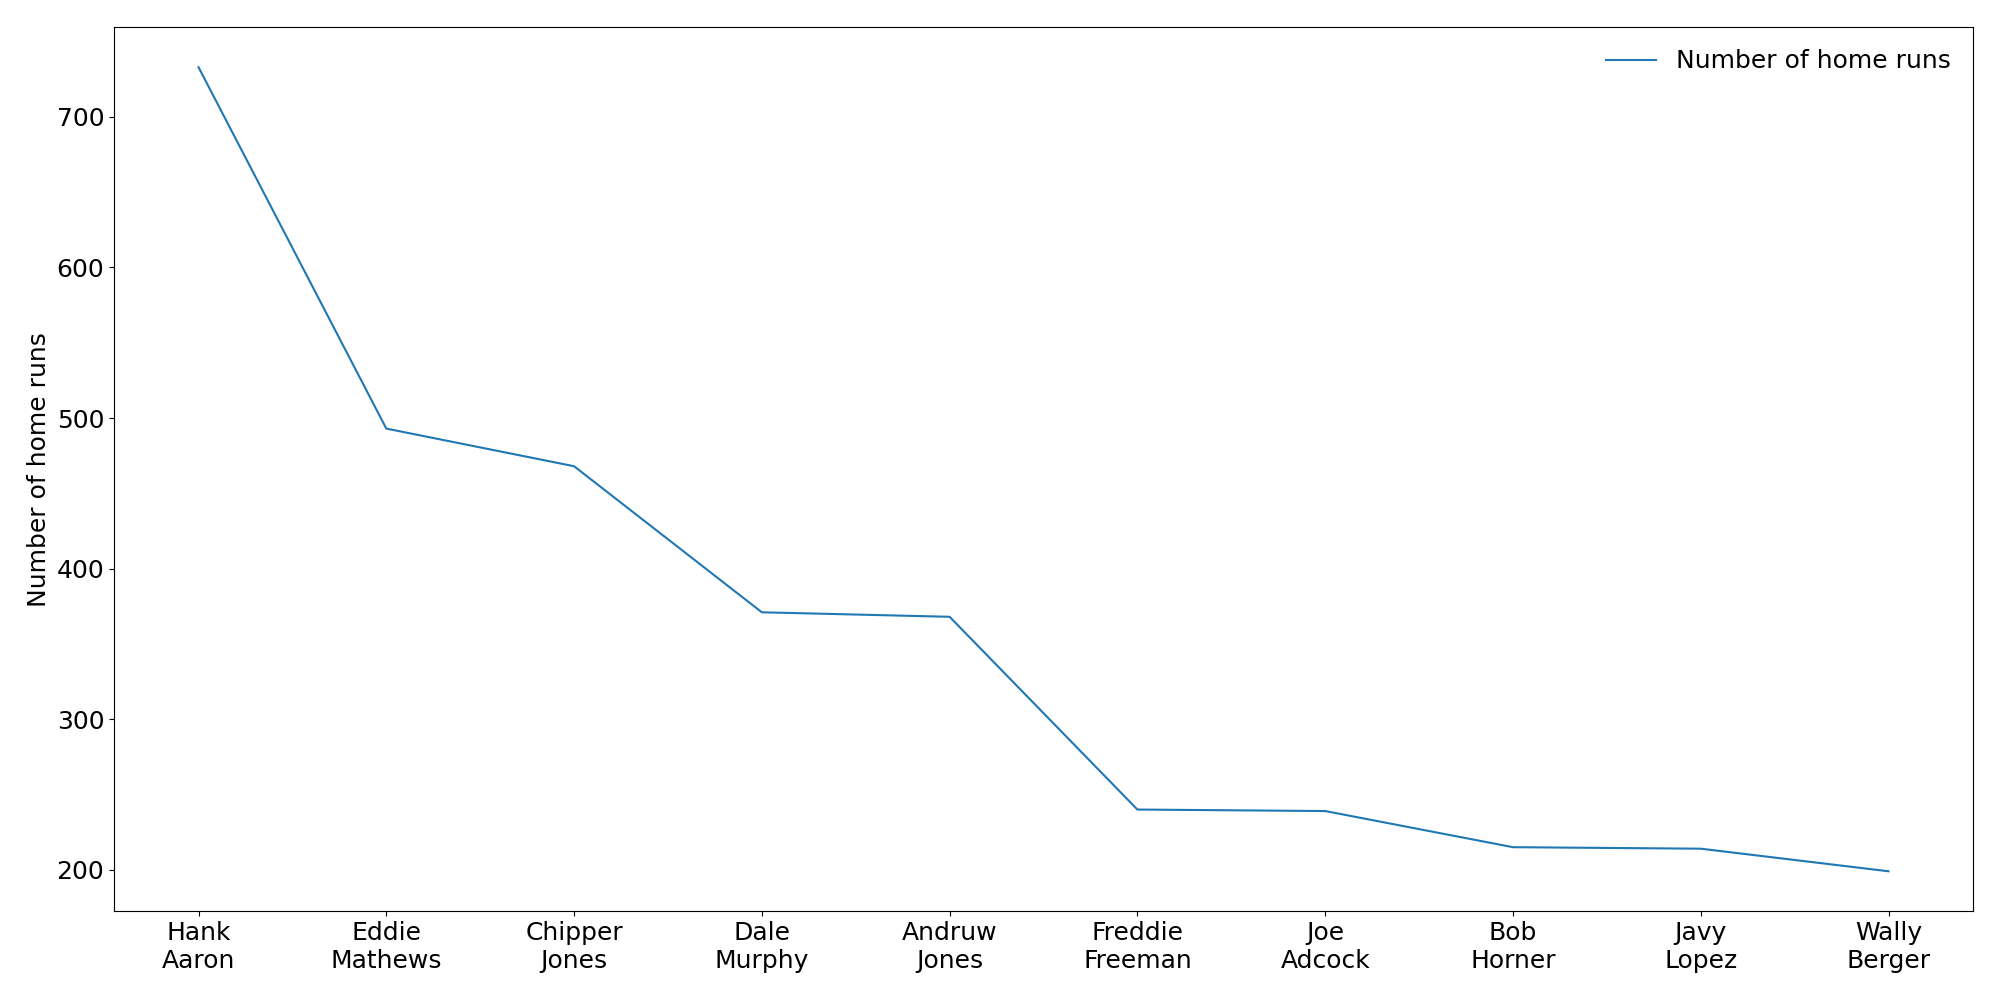 Number of home runs
700
600
500
400
300
200
Number of home runs
Hank
Aaron
Eddie
Mathews
Chipper
Jones
Dale
Murphy
Andruw
Jones
Freddie
Freeman
Joe
Adcock
Bob
Horner
Javy
Lopez
Wally
Berger